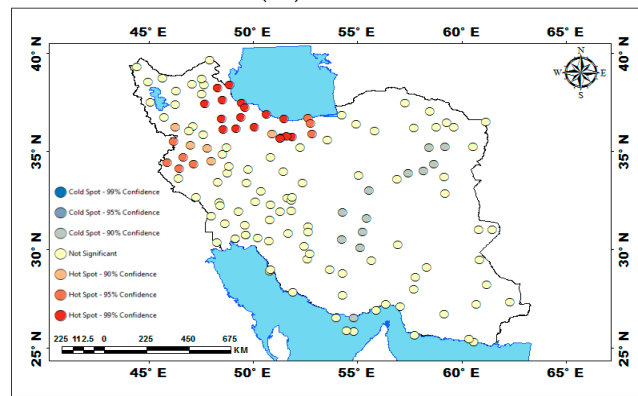 45° E 50° E 55° E 60° E 65° E
40° N 40° N
N
W E
S
35° N 35° N
Cold Spot - 99% Confidence
Cold Spot - 95% Confidence
Cold Spot - 90% Confidence
Not Significant
Hot Spot - 90% Confidence
Hot Spot - 95% Confidence
Hot Spot - 99% Confidence
30° N 30° N
225 112.5 0 225 450 675
KM
25° N 25° N
45° E 50° E 55° E 60° E 65° E